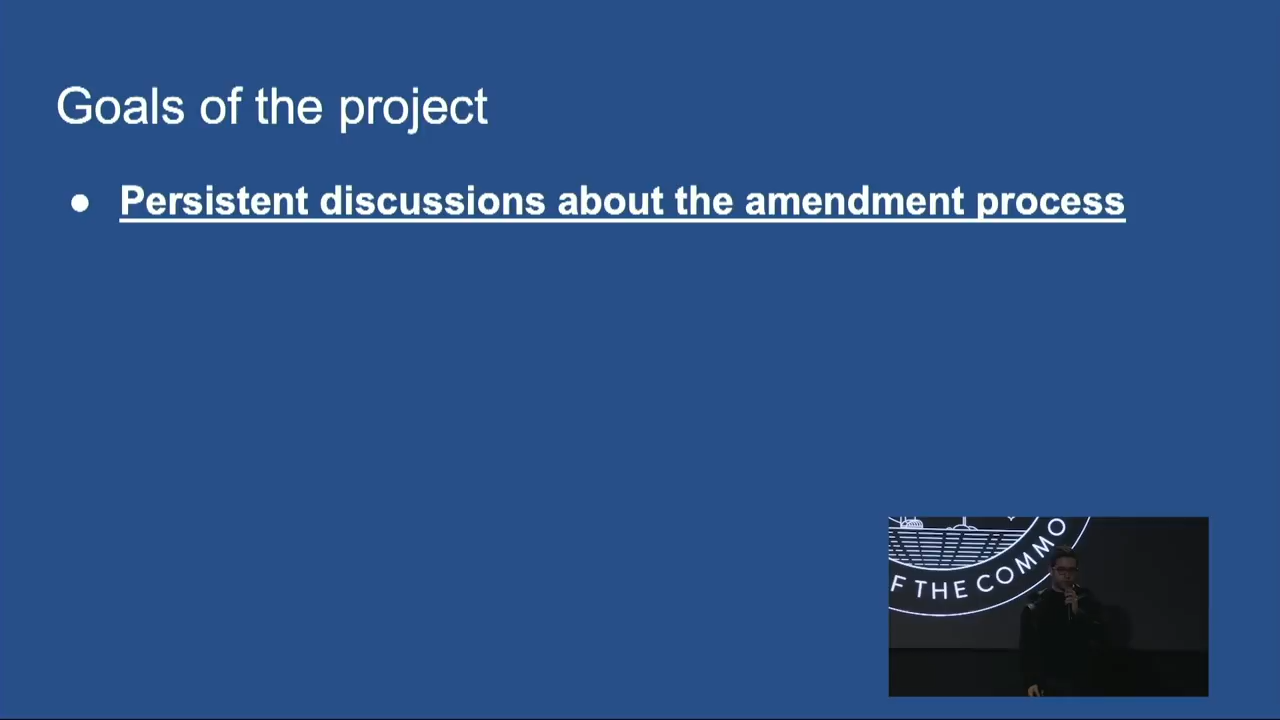 Goals of the project
● Persistent discussions about the amendment process
F THE COMMO